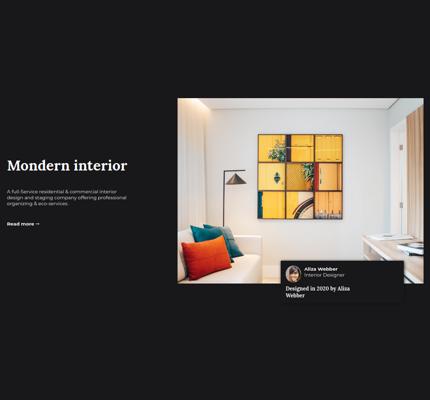 Mondern interior
A full-Service residential & commercial interior
design and staging company offering professional
organizing & eco-services.
Read more →
Aliza Webber
Interior Designer
Designed in 2020 by Aliza
Webber